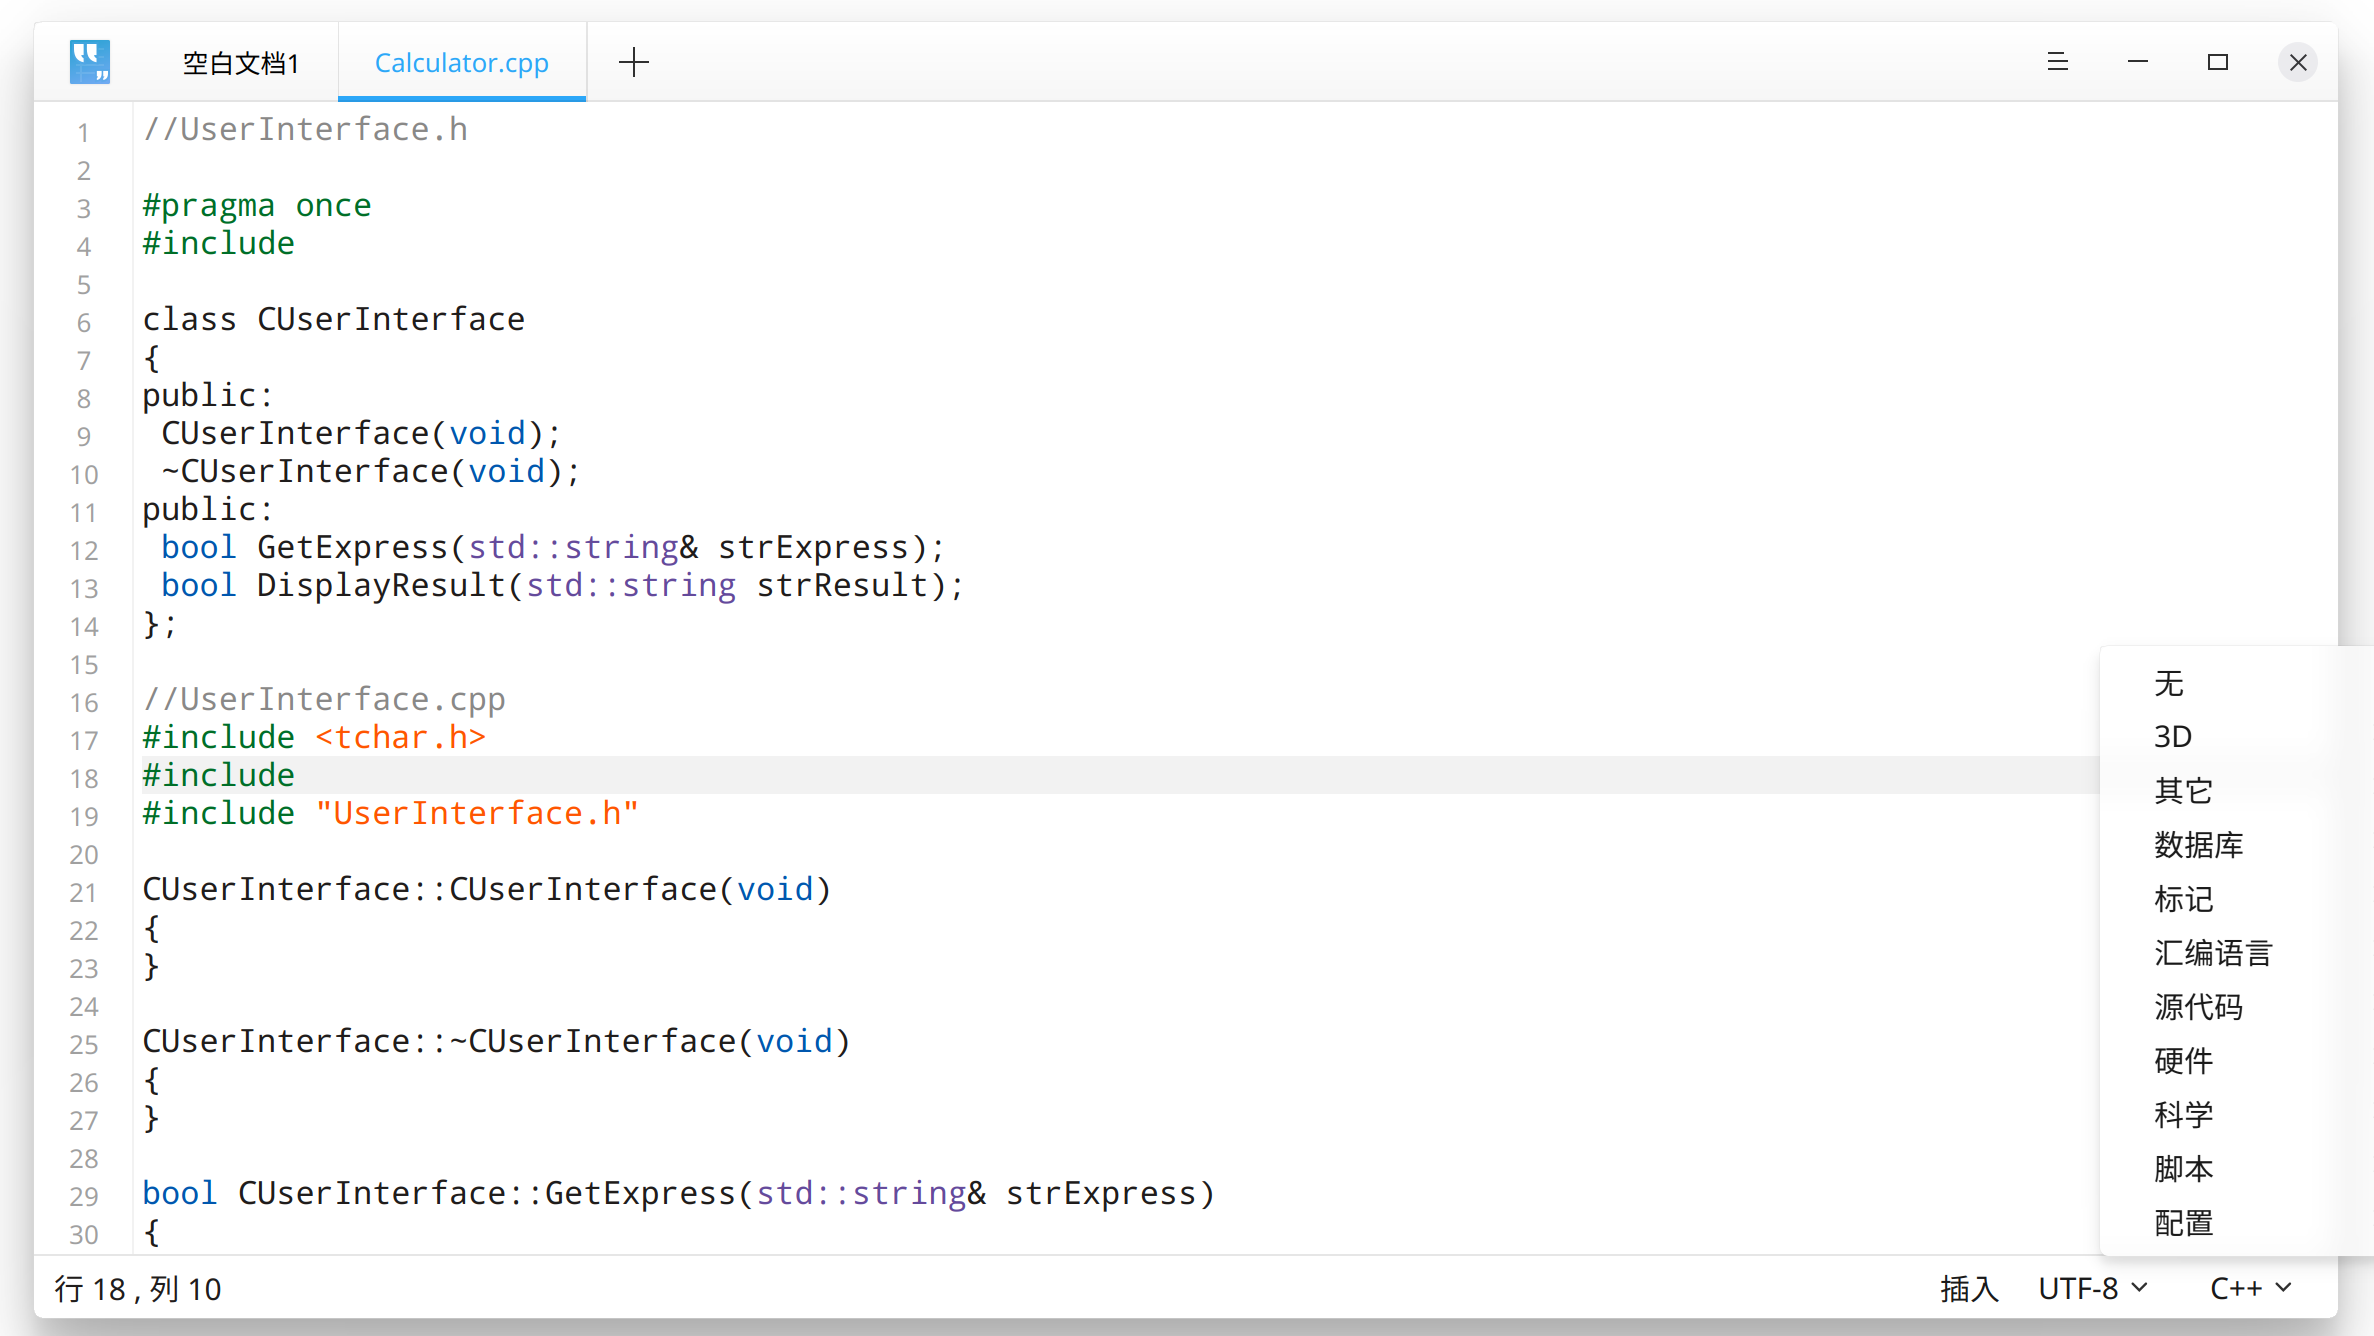 空白文档1 Calculator.cpp
1 //UserInterface.h
2
3 #pragma once
4 #include
5
6 class CUserInterface
7 {
8 public:
9  CUserInterface(void);
10  ~CUserInterface(void);
11 public:
12  bool GetExpress(std::string& strExpress);
13  bool DisplayResult(std::string strResult);
14 };
15
16 //UserInterface.cpp
17 #include <tchar.h>
18 #include
19 #include "UserInterface.h"
20
21 CUserInterface::CUserInterface(void)
22 {
23 }
24
25 CUserInterface::~CUserInterface(void)
26 {
27 }
28
29 bool CUserInterface::GetExpress(std::string& strExpress)
30 {
无
3D
其它
数据库
标记
汇编语言
源代码
硬件
科学
脚本
配置
行 18 , 列 10 插入 UTF-8 C++